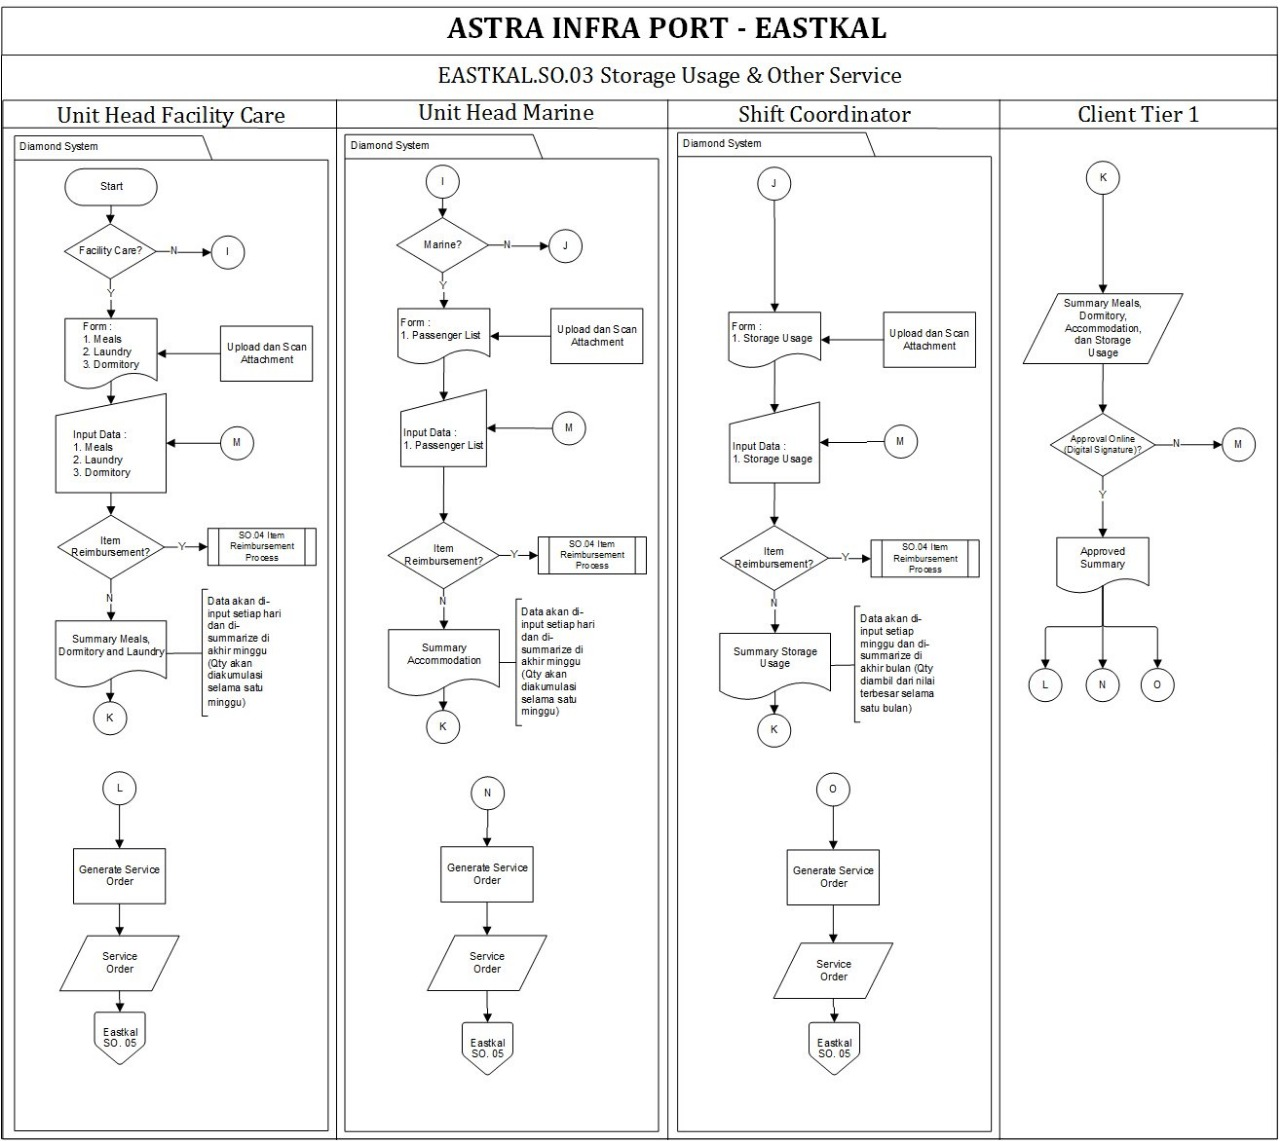 ASTRA INFRA PORT - EASTKAL
EASTKAL.SO.03 Storage Usage & Other Service
Unit Head Facility Care
Unit Head Marine
Shift Coordinator
Client Tier 1
Diamond System
Start
Facility Care?
N
I
Y
Form :
1. Meals
2. Laundry
3. Dormitory
Upload dan Scan
Attachment
Input Data :
1. Meals
2. Laundry
3. Dormitory
M
Item
Reimbursement?
Y
SO.04 Item
Reimbursement
Process
N
Summary Meals,
Dormitory and Laundry
Data akan di-
input setiap hari
dan di-
summarize di
akhir minggu
(Qty akan
diakumulasi
selama satu
minggu)
K
L
Generate Service
Order
Service
Order
Eastkal
SO. 05
Diamond System
I
Marine?
N
J
Y
Form :
1. Passenger List
Upload dan Scan
Attachment
Input Data :
1. Passenger List
M
Item
Reimbursement?
Y
SO.04 Item
Reimbursement
Process
N
Summary
Accommodation
Data akan di-
input setiap hari
dan di-
summarize di
akhir minggu
(Qty akan
diakumulasi
selama satu
minggu)
K
N
Generate Service
Order
Service
Order
Eastkal
SO. 05
Diamond System
J
Form :
1. Storage Usage
Upload dan Scan
Attachment
Input Data :
1. Storage Usage
M
Item
Reimbursement?
Y
SO.04 Item
Reimbursement
Process
N
Summary Storage
Usage
Data akan di-
input setiap
minggu dan di-
summarize di
akhir bulan (Qty
diambil dari nilai
terbesar selama
satu bulan)
K
O
Generate Service
Order
Service
Order
Eastkal
SO. 05
K
Summary Meals,
Dormitory,
Accommodation,
dan Storage
Usage
Approval Online
(Digital Signature)?
N
M
Y
Approved
Summary
L
N
O